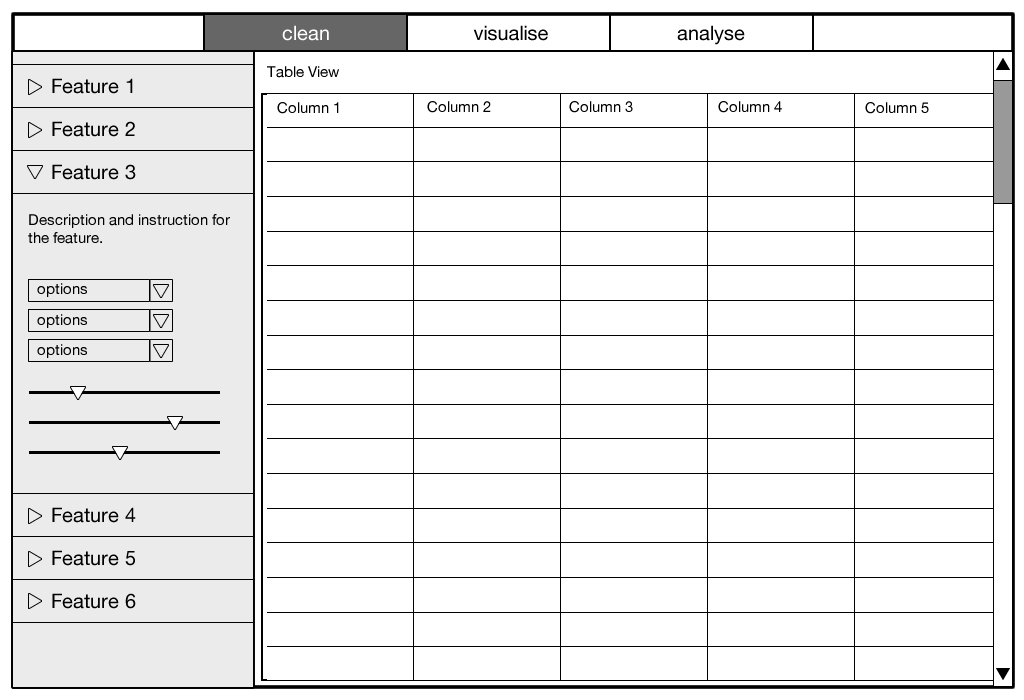 clean
visualise
analyse
Feature 1
Feature 2
Feature 3
Description and instruction for
the feature.
options
options
options
Feature 4
Feature 5
Feature 6
Table View
Column 1
Column 2
Column 3
Column 4
Column 5